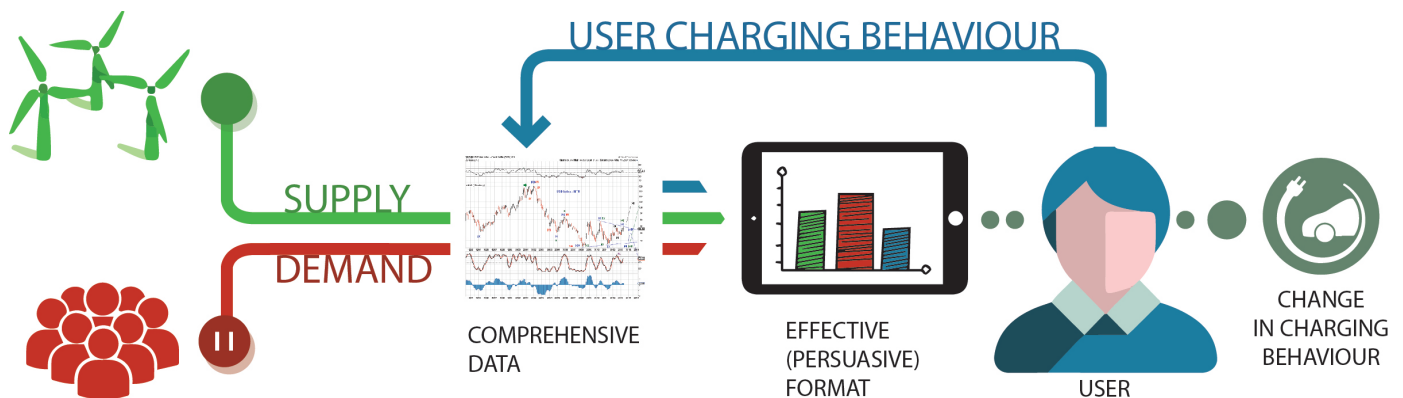 USER CHARGING BEHAVIOUR
SUPPLY
DEMAND
COMPREHENSIVE
DATA
EFFECTIVE
(PERSUASIVE)
FORMAT
USER
CHANGE
IN CHARGING
BEHAVIOUR